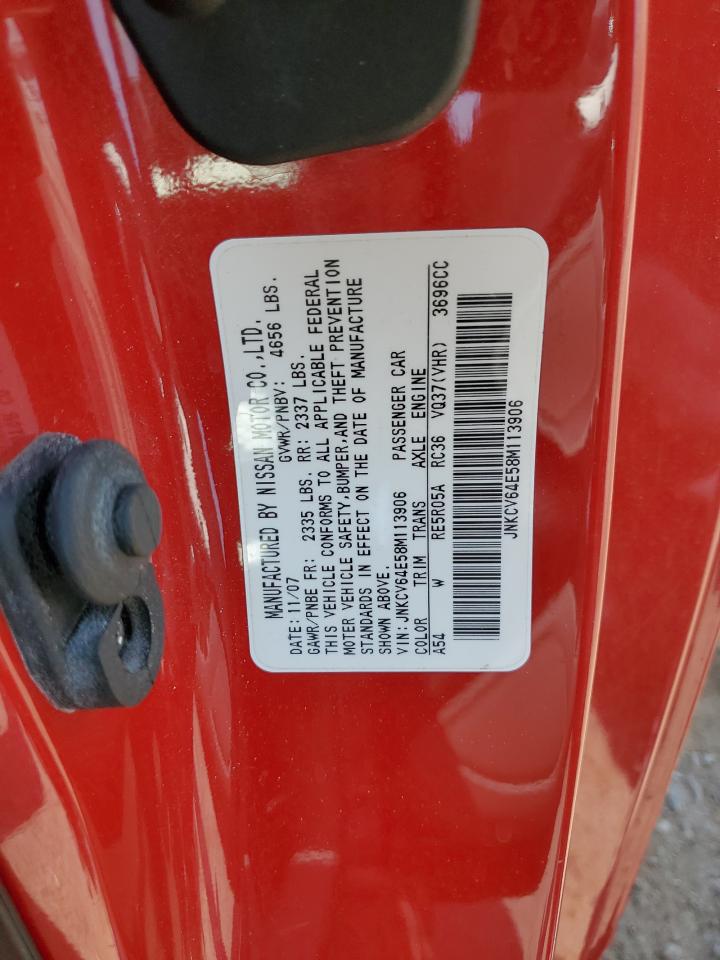 MANUFACTURED BY NISSAN MOTOR CO.,LTD.
DATE: 11/07 GVWR/PNBV: 4656 LBS.
GAWR/PNBE FR: 2335 LBS. RR: 2337 LBS.
THIS VEHICLE CONFORMS TO ALL APPLICABLE FEDERAL
MOTER VEHICLE SAFETY,BUMPER,AND THEFT PREVENTION
STANDARDS IN EFFECT ON THE DATE OF MANUFACTURE
SHOWN ABOVE.
VIN:JNKCV64E58M113906 PASSENGER CAR
COLOR TRIM TRANS AXLE ENGINE
A54 W RE5R05A RC36 VQ37(VHR) 3696CC
JNKCV64E58M113906